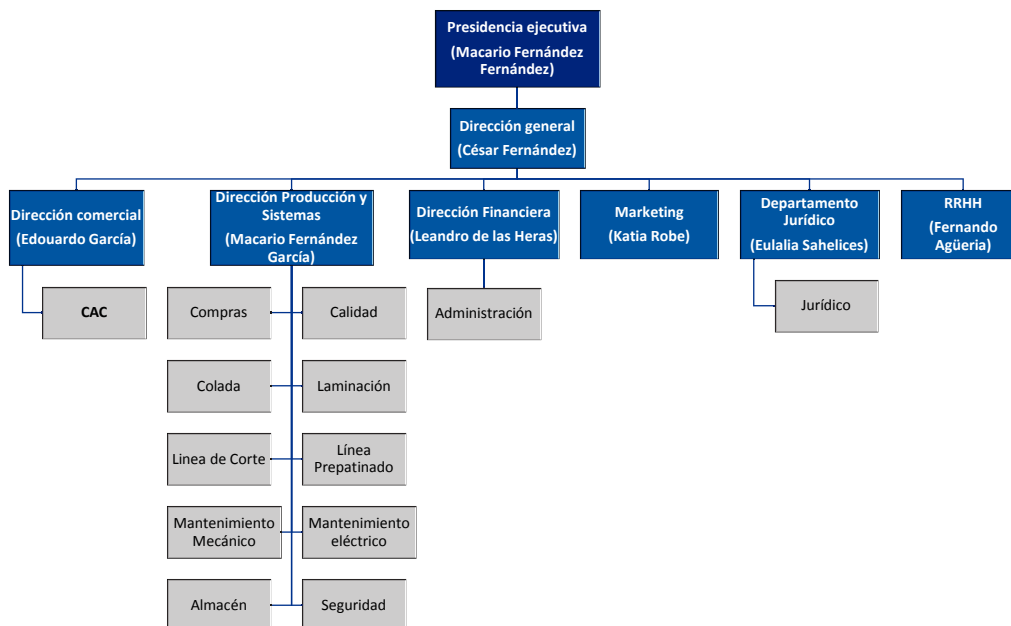 Presidencia ejecutiva
(Macario Fernández
Fernández)
Dirección general
(César Fernández)
Dirección comercial
(Edouardo García)
Dirección Producción y
Sistemas
(Macario Fernández
García)
Dirección Financiera
(Leandro de las Heras)
Marketing
(Katia Robe)
Departamento
Jurídico
(Eulalia Sahelices)
RRHH
(Fernando
Agüeria)
CAC
Compras
Calidad
Administración
Jurídico
Colada
Laminación
Linea de Corte
Línea
Prepatinado
Mantenimiento
Mecánico
Mantenimiento
eléctrico
Almacén
Seguridad